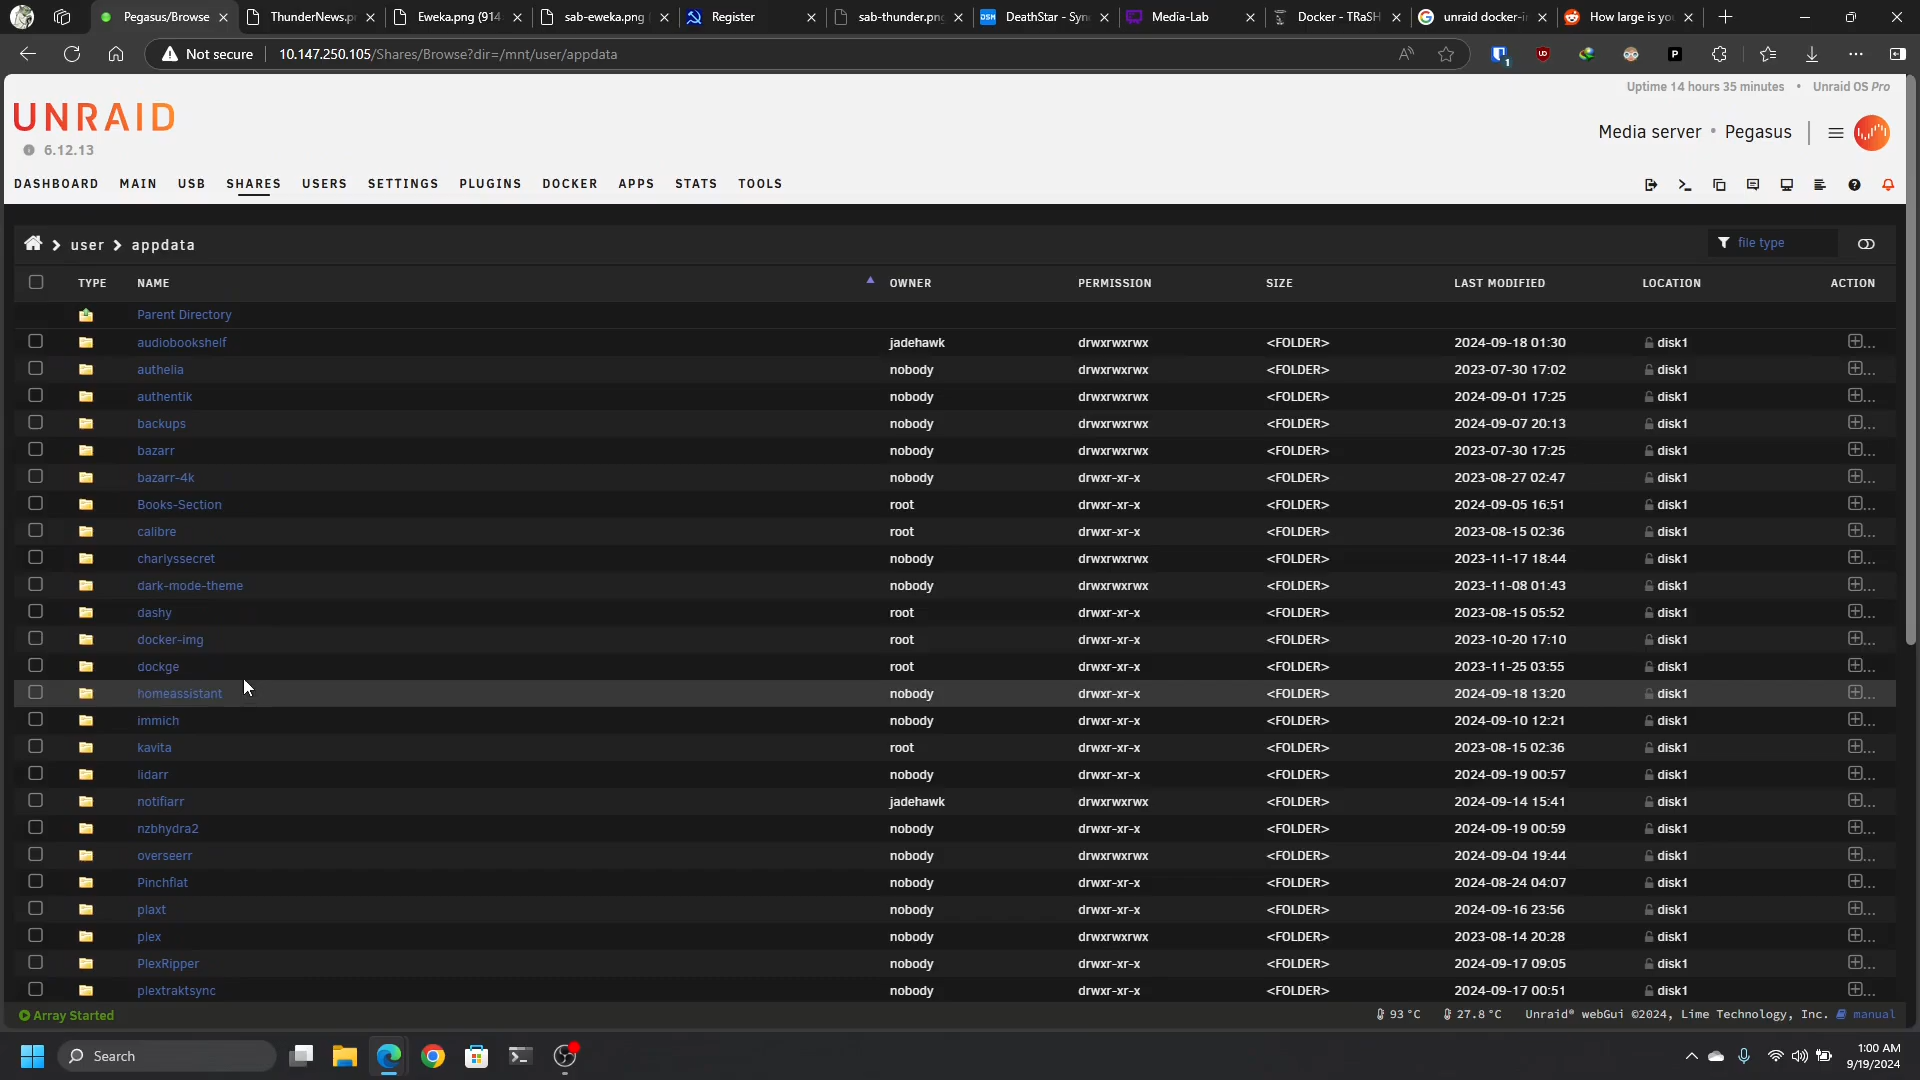 Pegasus/Browse
ThunderNews.pn
Eweka.png (914
sab-eweka.png (
Register
sab-thunder.png
DeathStar - Syn
Media-Lab
Docker - TRaSH
unraid docker-i
How large is you
Not secure
10.147.250.105/Shares/Browse?dir=/mnt/user/appdata
Uptime 14 hours 35 minutes • Unraid OS Pro
UNRAID
6.12.13
Media server • Pegasus
DASHBOARD MAIN USB SHARES USERS SETTINGS PLUGINS DOCKER APPS STATS TOOLS
user > appdata
file type
TYPE NAME OWNER PERMISSION SIZE LAST MODIFIED LOCATION ACTION
Parent Directory
audiobookshelf jadehawk drwxrwxrwx <FOLDER> 2024-09-18 01:30 disk1 ...
authelia nobody drwxrwxrwx <FOLDER> 2023-07-30 17:02 disk1 ...
authentik nobody drwxrwxrwx <FOLDER> 2024-09-01 17:25 disk1 ...
backups nobody drwxrwxrwx <FOLDER> 2024-09-07 20:13 disk1 ...
bazarr nobody drwxrwxrwx <FOLDER> 2023-07-30 17:25 disk1 ...
bazarr-4k nobody drwxr-xr-x <FOLDER> 2023-08-27 02:47 disk1 ...
Books-Section root drwxr-xr-x <FOLDER> 2024-09-05 16:51 disk1 ...
calibre root drwxr-xr-x <FOLDER> 2023-08-15 02:36 disk1 ...
charlyssecret nobody drwxrwxrwx <FOLDER> 2023-11-17 18:44 disk1 ...
dark-mode-theme nobody drwxrwxrwx <FOLDER> 2023-11-08 01:43 disk1 ...
dashy root drwxr-xr-x <FOLDER> 2023-08-15 05:52 disk1 ...
docker-img root drwxr-xr-x <FOLDER> 2023-10-20 17:10 disk1 ...
dockge root drwxr-xr-x <FOLDER> 2023-11-25 03:55 disk1 ...
homeassistant nobody drwxr-xr-x <FOLDER> 2024-09-18 13:20 disk1 ...
immich nobody drwxr-xr-x <FOLDER> 2024-09-10 12:21 disk1 ...
kavita root drwxr-xr-x <FOLDER> 2023-08-15 02:36 disk1 ...
lidarr nobody drwxr-xr-x <FOLDER> 2024-09-19 00:57 disk1 ...
notifiarr jadehawk drwxrwxrwx <FOLDER> 2024-09-14 15:41 disk1 ...
nzbhydra2 nobody drwxr-xr-x <FOLDER> 2024-09-19 00:59 disk1 ...
overseerr nobody drwxrwxrwx <FOLDER> 2024-09-04 19:44 disk1 ...
Pinchflat nobody drwxr-xr-x <FOLDER> 2024-08-24 04:07 disk1 ...
plaxt nobody drwxr-xr-x <FOLDER> 2024-09-16 23:56 disk1 ...
plex nobody drwxrwxrwx <FOLDER> 2023-08-14 20:28 disk1 ...
PlexRipper nobody drwxr-xr-x <FOLDER> 2024-09-17 09:05 disk1 ...
plextraktsync nobody drwxr-xr-x <FOLDER> 2024-09-17 00:51 disk1 ...
Array Started
93 °C 27.8 °C Unraid® webGui ©2024, Lime Technology, Inc. manual
Search
1:00 AM
9/19/2024